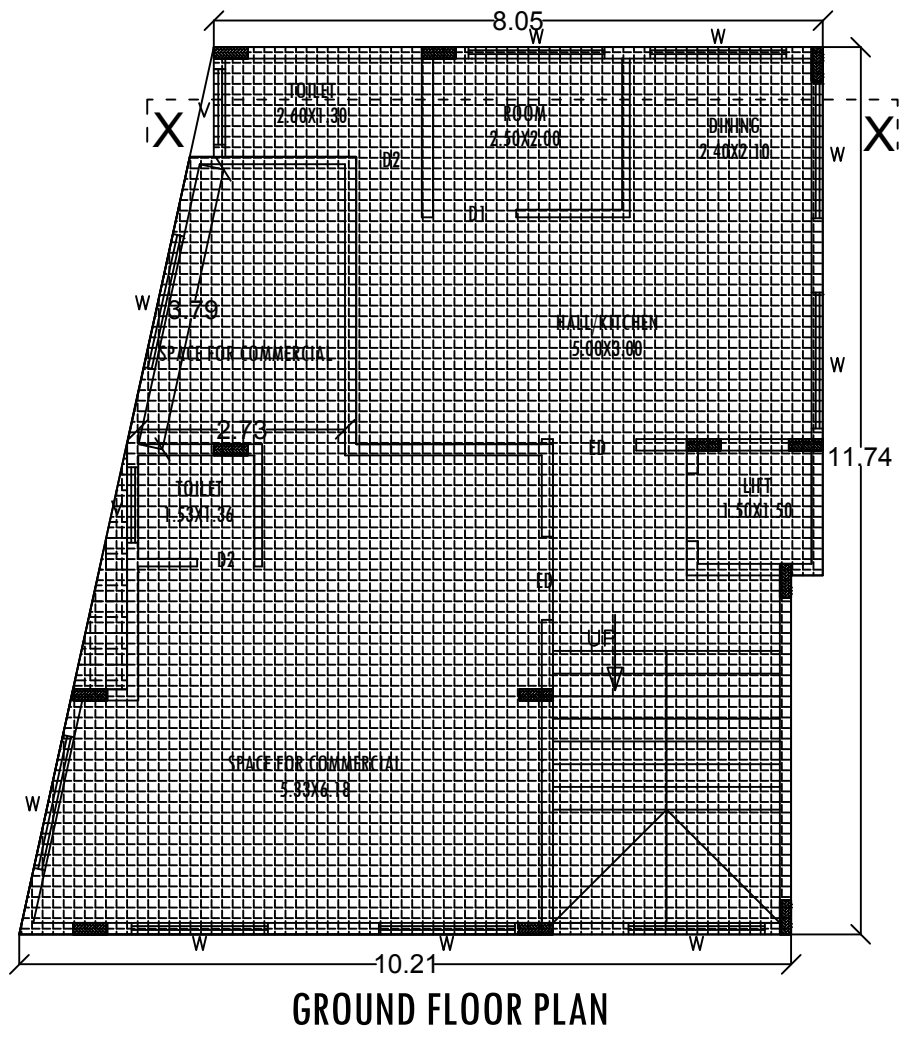 8.05
W
W
TOILET
2.60X1.30
ROOM
2.50X2.00
DINING
2.40X2.10
X
X
D2
W
D1
W
3.79
HALL/KITCHEN
5.00X3.00
SPACE FOR COMMERCIAL
W
2.73
ED
11.74
TOILET
1.53X1.36
LIFT
1.50X1.50
D2
ED
UP
SPACE FOR COMMERCIAL
5.33X6.18
W
W
W
W
10.21
GROUND FLOOR PLAN